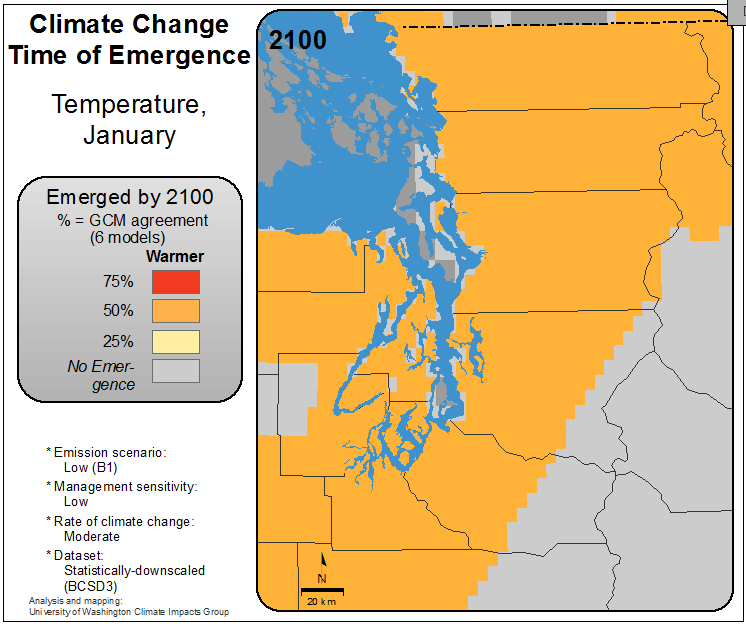 Climate Change
Time of Emergence
Temperature,
January
Emerged by 2100
% = GCM agreement
(6 models)
Warmer
75%
50%
25%
No Emer-
gence
* Emission scenario:
Low (B1)
* Management sensitivity:
Low
* Rate of climate change:
Moderate
* Dataset:
Statistically-downscaled
(BCSD3)
Analysis and mapping:
University of Washington Climate Impacts Group
2100
N
20 km